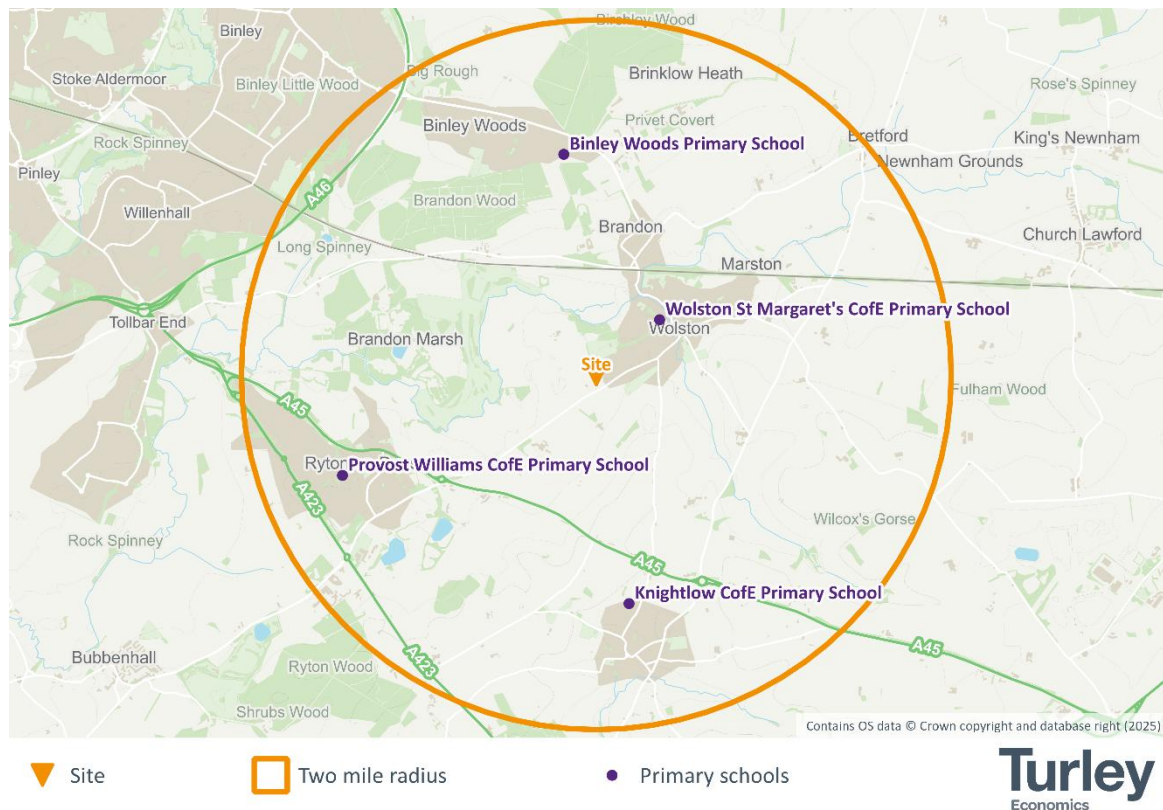 Birchley Wood
Binley
Stoke Aldermoor
Big Rough
Binley Little Wood
Brinklow Heath
Rose's Spinney
Binley Woods
Privet Covert
Rock Spinney
Binley Woods Primary School
Bretford
King's Newnham
Newnham Grounds
Pinley
A46
Brandon Wood
Willenhall
Brandon
Long Spinney
Church Lawford
Marston
Wolston St Margaret's CofE Primary School
Tollbar End
Wolston
Brandon Marsh
Site
Fulham Wood
A45
Provost Williams CofE Primary School
A423
Wilcox's Gorse
Rock Spinney
A45
Knightlow CofE Primary School
A45
Bubbenhall
Ryton Wood
A423
Shrubs Wood
Contains OS data © Crown copyright and database right (2025)
Site
Two mile radius
Primary schools
Turley
Economics